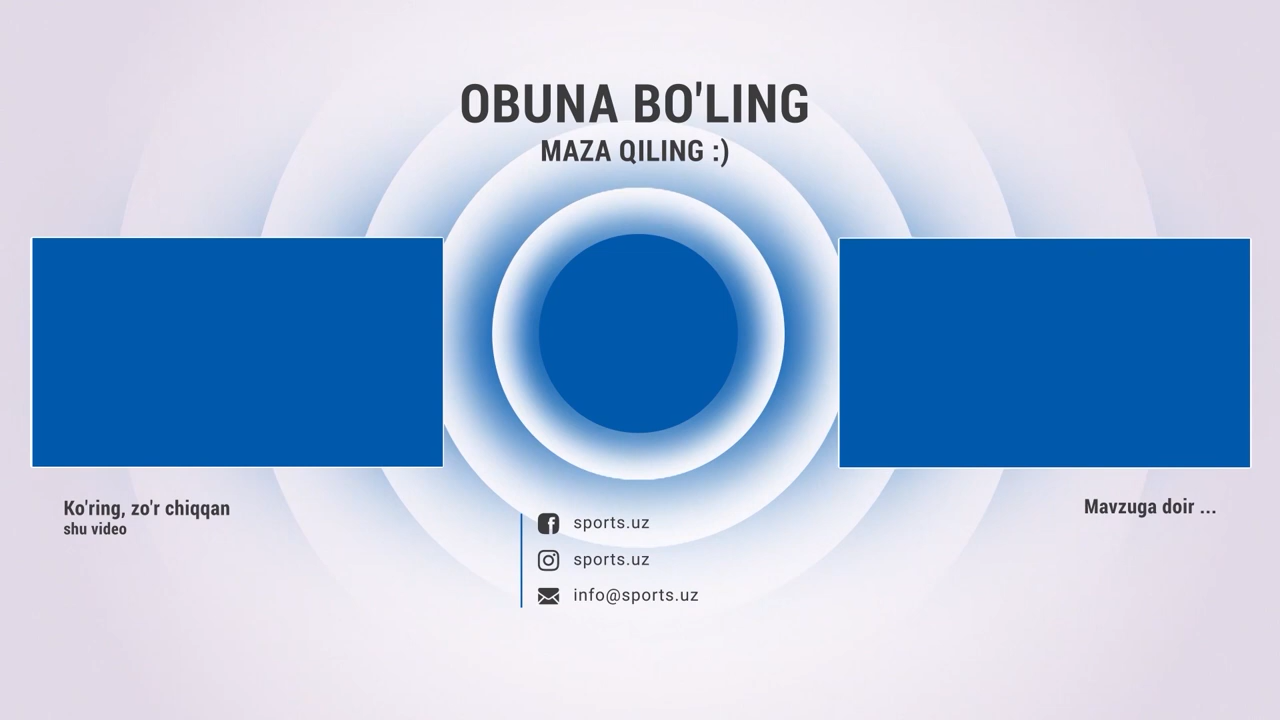 OBUNA BO'LING
MAZA QILING :)
Ko'ring, zo'r chiqqan
shu video
Mavzuga doir ...
sports.uz
sports.uz
info@sports.uz